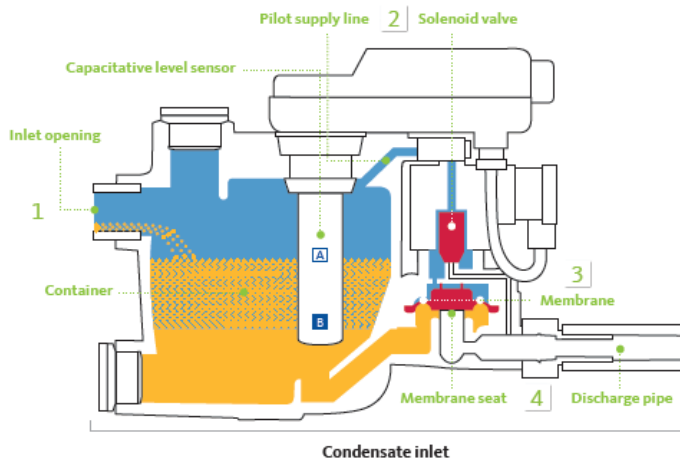 Pilot supply line
2
Solenoid valve
Capacitative level sensor
Inlet opening
1
A
3
Container
Membrane
B
Membrane seat
4
Discharge pipe
Condensate inlet